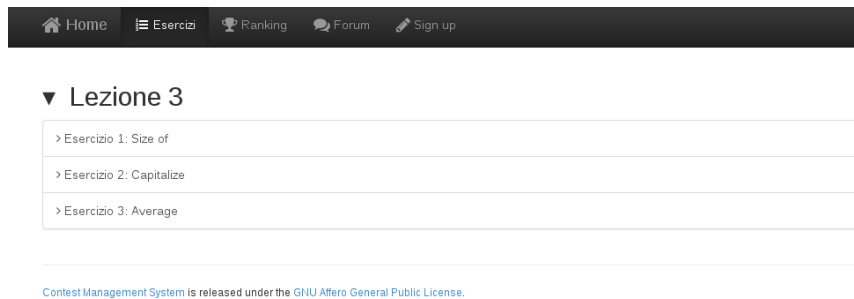 Home Esercizi Ranking Forum Sign up
Lezione 3
Esercizio 1: Size of
Esercizio 2: Capitalize
Esercizio 3: Average
Contest Management System is released under the GNU Affero General Public License.